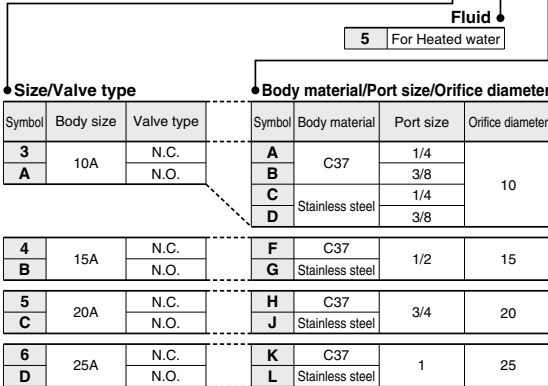 Fluid
5 For Heated water
Size/Valve type
Symbol Body size Valve type
3 10A N.C.
A N.O.
4 15A N.C.
B N.O.
5 20A N.C.
C N.O.
6 25A N.C.
D N.O.
Body material/Port size/Orifice diameter
Symbol Body material Port size Orifice diameter
A C37 1/4 10
B 3/8
C Stainless steel 1/4
D 3/8
F C37 1/2 15
G Stainless steel
H C37 3/4 20
J Stainless steel
K C37 1 25
L Stainless steel